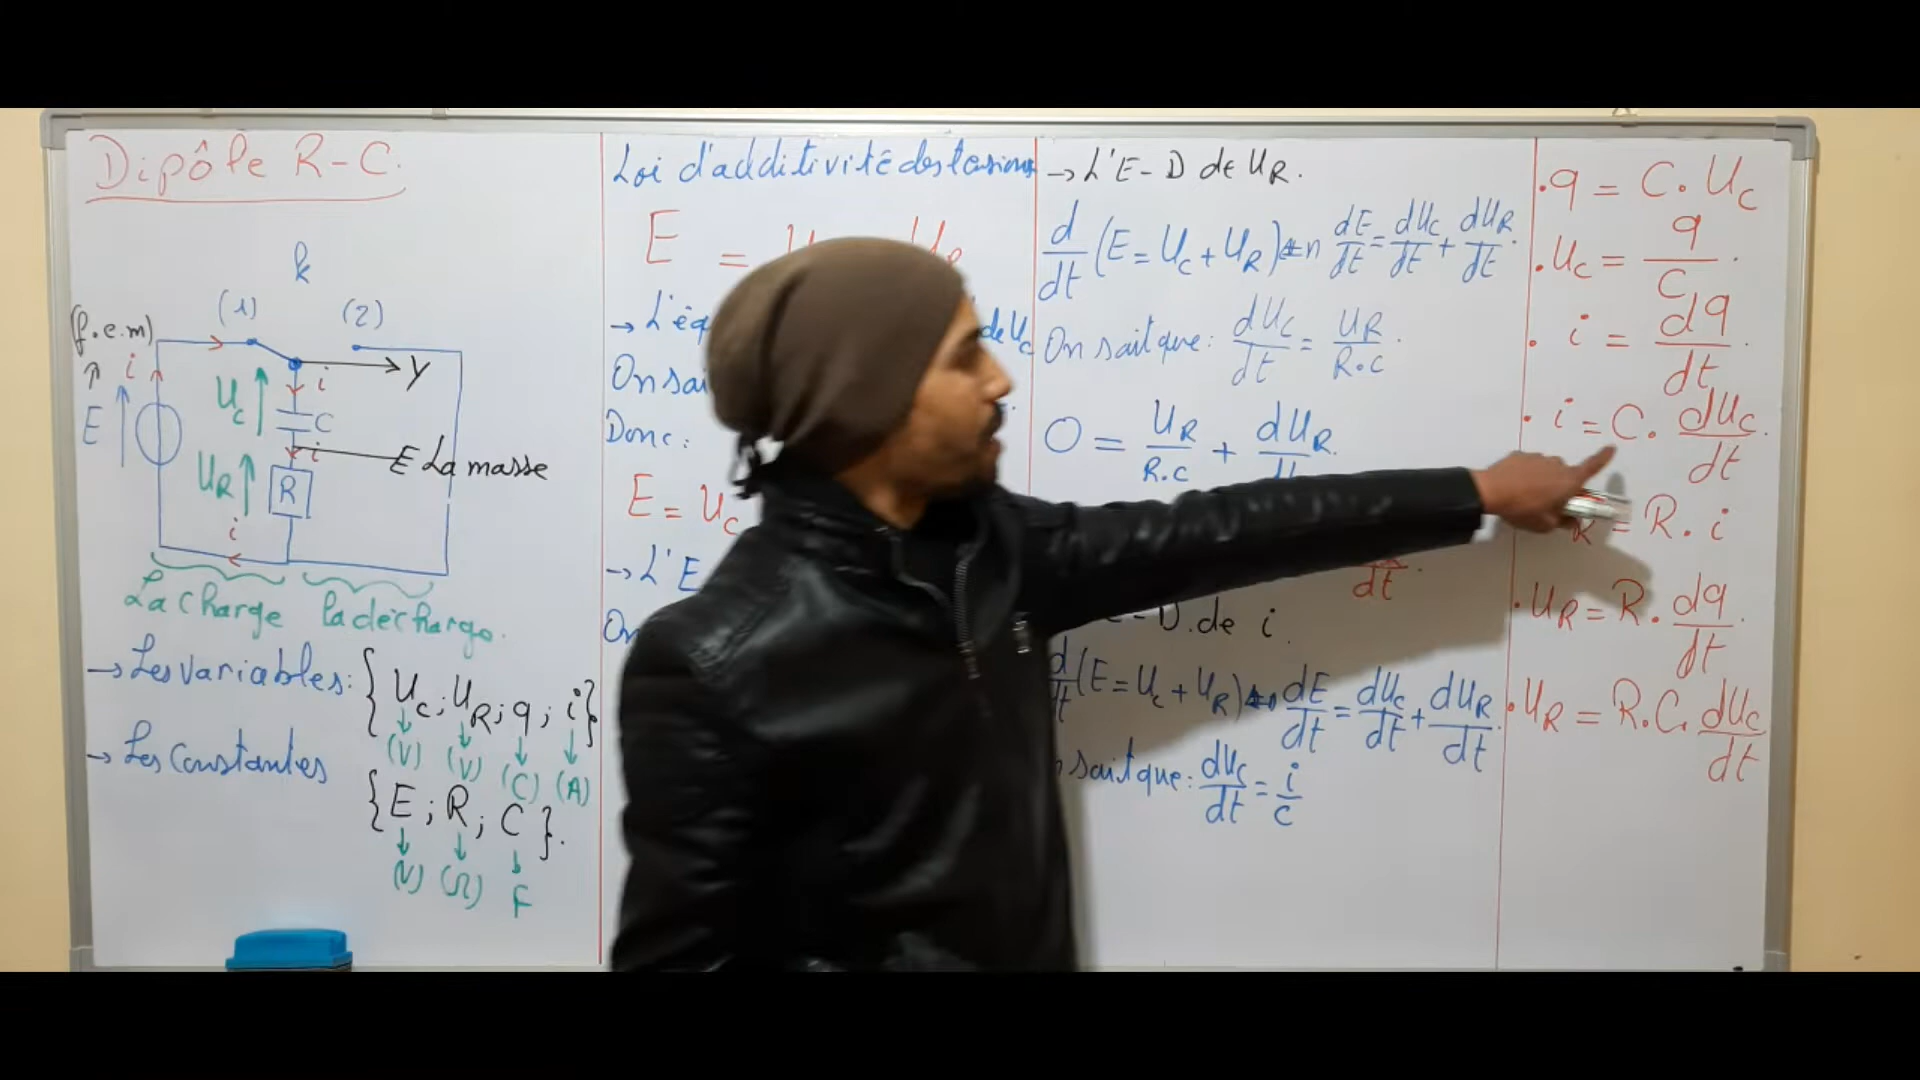 Dipôle R-C.
k
(1) (2)
(f.e.m)
i
i
y
E
Uc
C
i
La masse
UR
R
i
La charge la décharge.
→ Les variables: {Uc; UR; q; i}
(V) (V) (C) (A)
→ Les Constantes
{E; R; C}.
(V) (Ω) F
Loi d'additivité des tensions
E = UR
→ L'éq de Uc
On sai
Donc:
E = Uc
→ L'E
On
→ L'E-D de UR.
d/dt (E = Uc + UR) dE/dt = dUc/dt + dUR/dt.
On sait que: dUc/dt = UR/R.C.
O = UR/R.C + dUR
dt.
D. de i.
d/dt (E = Uc + UR) dE/dt = dUc/dt + dUR/dt.
sait que: dUc/dt = i/c
. q = C. Uc
. Uc = q/C.
. i = dq/dt.
. i = C. dUc/dt.
R = R. i
. UR = R. dq/dt.
. UR = R.C. dUc/dt